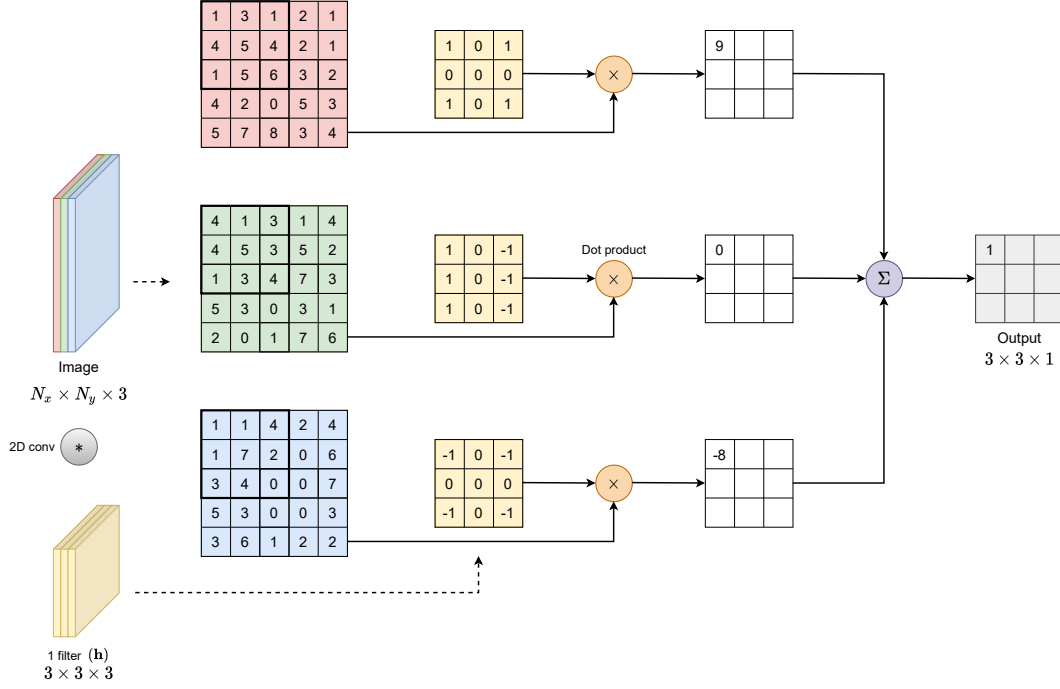 1 3 1 2 1
4 5 4 2 1
1 5 6 3 2
4 2 0 5 3
5 7 8 3 4
1 0 1
0 0 0
1 0 1
×
9
4 1 3 1 4
4 5 3 5 2
1 3 4 7 3
5 3 0 3 1
2 0 1 7 6
1 0 -1
1 0 -1
1 0 -1
Dot product
×
0
Σ
1
Output
3 × 3 × 1
Image
Nₓ × Nᵧ × 3
2D conv *
1 1 4 2 4
1 7 2 0 6
3 4 0 0 7
5 3 0 0 3
3 6 1 2 2
-1 0 -1
0 0 0
-1 0 -1
×
-8
1 filter (h)
3 × 3 × 3